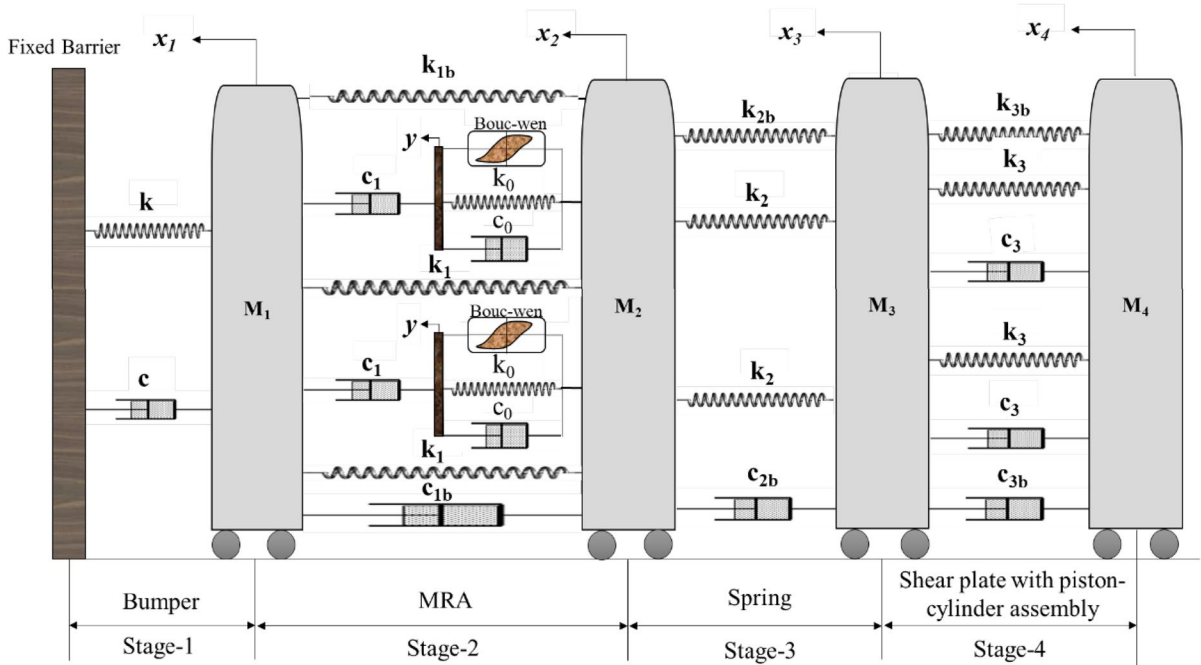 x₁
x₂
x₃
x₄
Fixed Barrier
k₁b
k₂b
k₃b
Bouc-wen
y
k₀
k₃
c₁
k
k₂
c₀
c₃
k₁
M₁
M₂
M₃
M₄
Bouc-wen
y
k₀
k₃
c₁
c
k₂
c₀
c₃
k₁
c₁b
c₂b
c₃b
Bumper
MRA
Spring
Shear plate with piston-
cylinder assembly
Stage-1
Stage-2
Stage-3
Stage-4